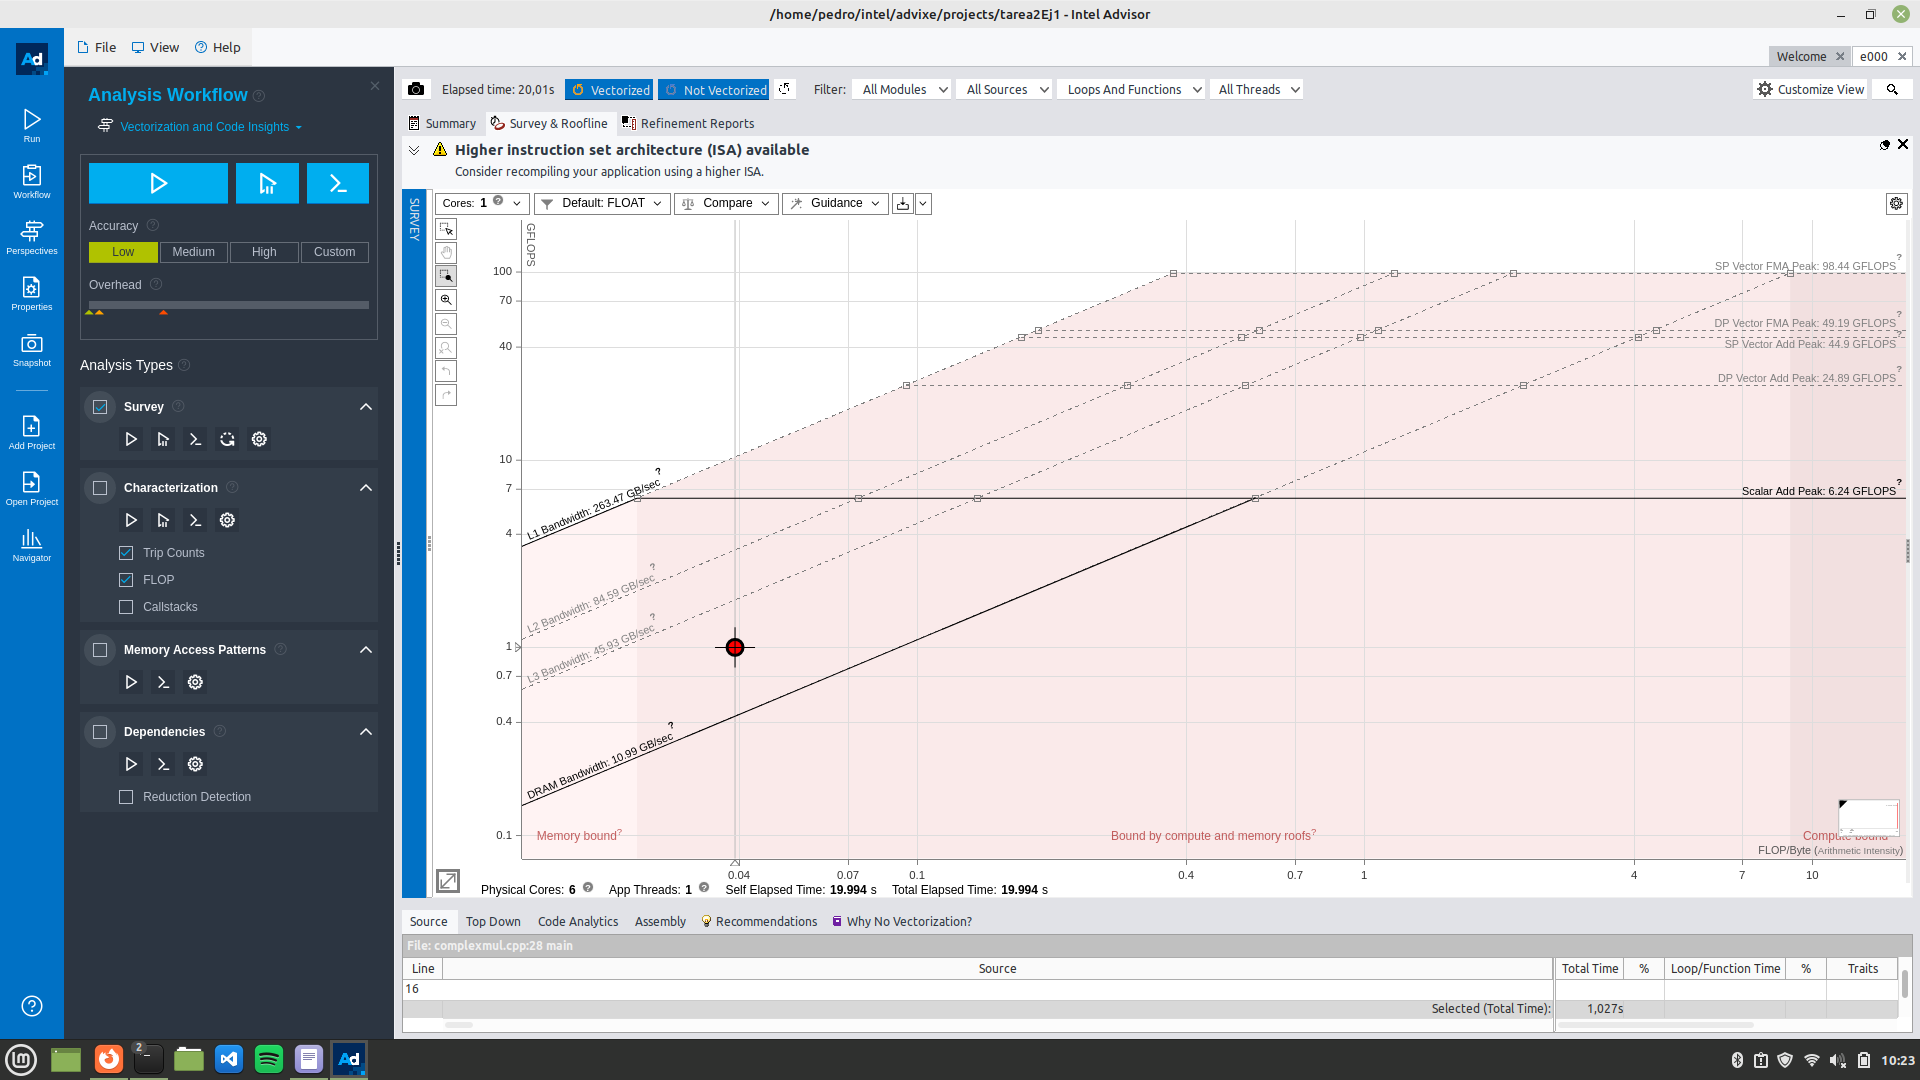 /home/pedro/intel/advixe/projects/tarea2Ej1 - Intel Advisor
File View Help
Welcome e000
Ad
Run
Workflow
Perspectives
Properties
Snapshot
Add Project
Open Project
Navigator
Analysis Workflow
Vectorization and Code Insights
Accuracy
Low Medium High Custom
Overhead
Analysis Types
Survey
Characterization
Trip Counts
FLOP
Callstacks
Memory Access Patterns
Dependencies
Reduction Detection
Elapsed time: 20,01s Vectorized Not Vectorized Filter: All Modules All Sources Loops And Functions All Threads Customize View
Summary Survey & Roofline Refinement Reports
Higher instruction set architecture (ISA) available
Consider recompiling your application using a higher ISA.
SURVEY
Cores: 1 ? Default: FLOAT Compare Guidance
GFLOPS
100
70
40
10
7
4
1
0.7
0.4
0.1
SP Vector FMA Peak: 98.44 GFLOPS ?
DP Vector FMA Peak: 49.19 GFLOPS ?
SP Vector Add Peak: 44.9 GFLOPS ?
DP Vector Add Peak: 24.89 GFLOPS ?
Scalar Add Peak: 6.24 GFLOPS ?
L1 Bandwidth: 263.47 GB/sec ?
L2 Bandwidth: 84.59 GB/sec ?
L3 Bandwidth: 45.93 GB/sec ?
DRAM Bandwidth: 10.99 GB/sec ?
Memory bound? Bound by compute and memory roofs? Compute bound
FLOP/Byte (Arithmetic Intensity)
0.04 0.07 0.1 0.4 0.7 1 4 7 10
Physical Cores: 6 ? App Threads: 1 ? Self Elapsed Time: 19.994 s Total Elapsed Time: 19.994 s
Source Top Down Code Analytics Assembly Recommendations Why No Vectorization?
File: complexmul.cpp:28 main
Line Source Total Time % Loop/Function Time % Traits
16
Selected (Total Time): 1,027s
2
Ad
10:23